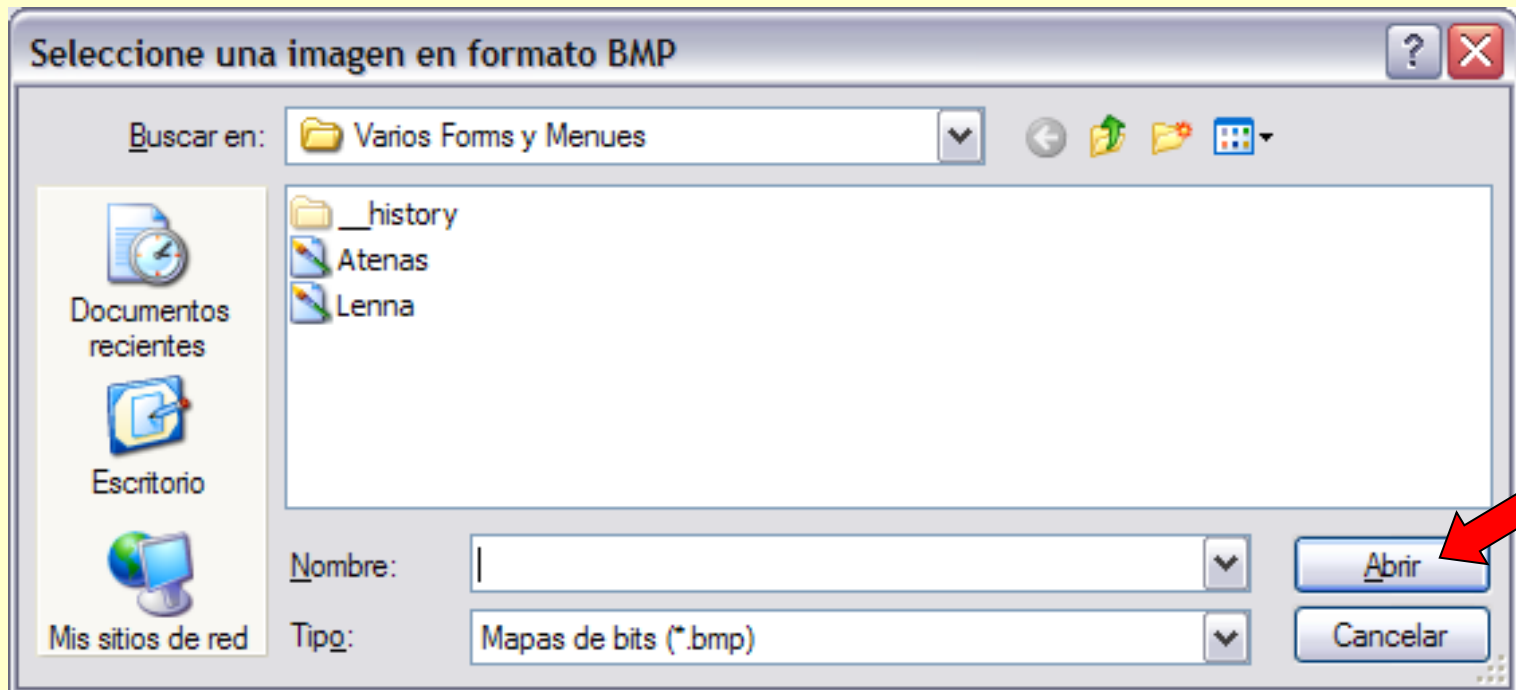 Seleccione una imagen en formato BMP
?
Buscar en:
Varios Forms y Menues
__history
Atenas
Lenna
Documentos
recientes
Escritorio
Mis sitios de red
Nombre:
Abrir
Tipo:
Mapas de bits (*.bmp)
Cancelar